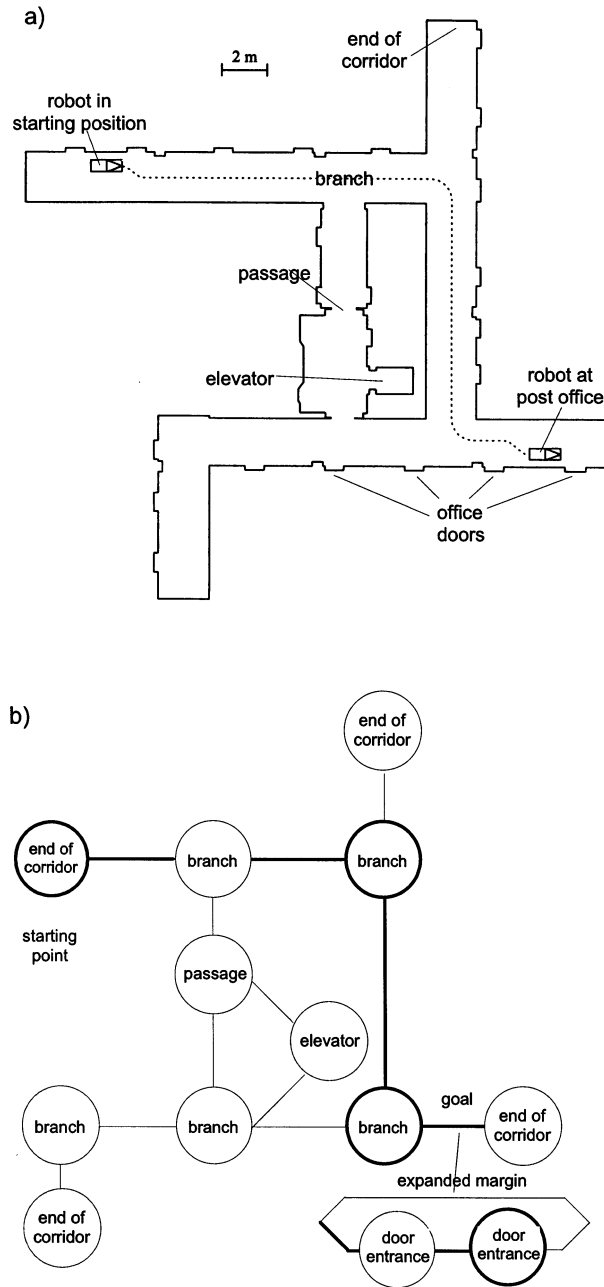 a)
end of
corridor
2 m
robot in
starting position
branch
passage
elevator
robot at
post office
office
doors
b)
end of
corridor
end of
corridor
branch
branch
starting
point
passage
elevator
branch
branch
branch
goal
end of
corridor
expanded margin
end of
corridor
door
entrance
door
entrance